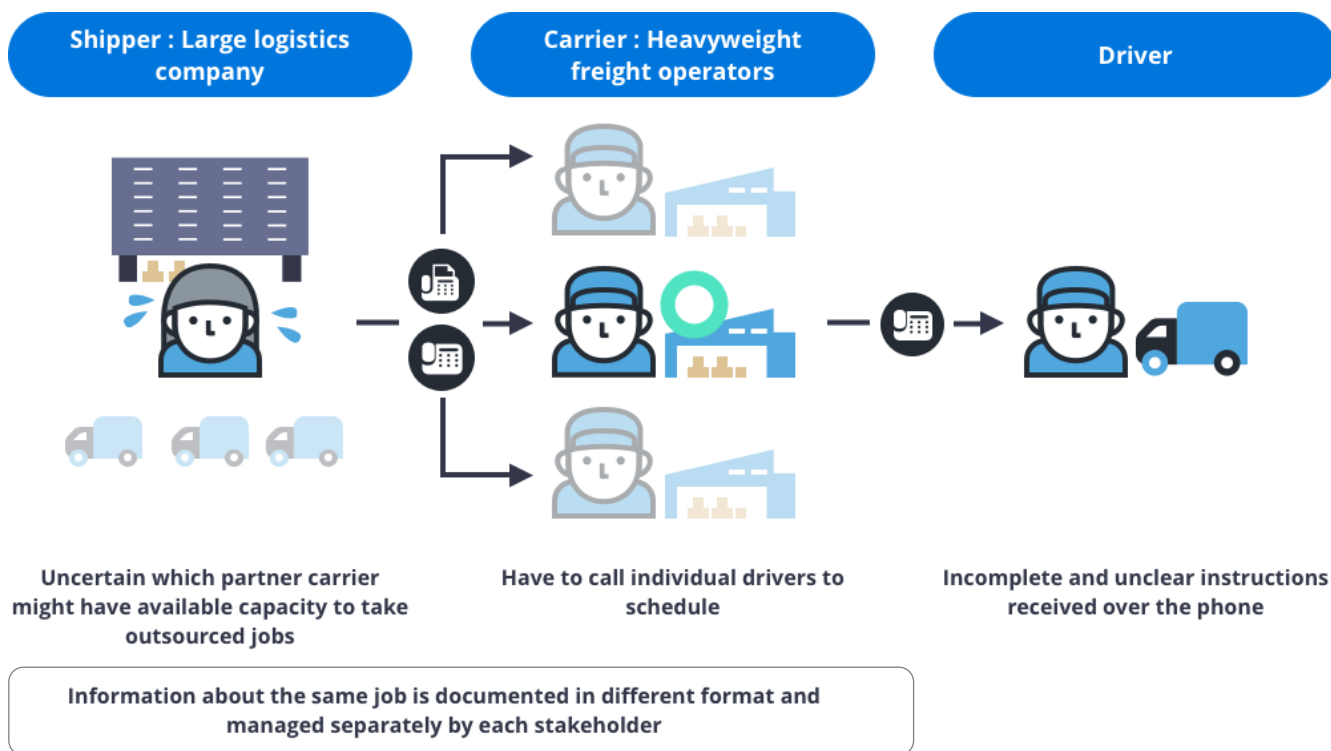 Shipper : Large logistics
company
Carrier : Heavyweight
freight operators
Driver
Uncertain which partner carrier
might have available capacity to take
outsourced jobs
Have to call individual drivers to
schedule
Incomplete and unclear instructions
received over the phone
Information about the same job is documented in different format and
managed separately by each stakeholder